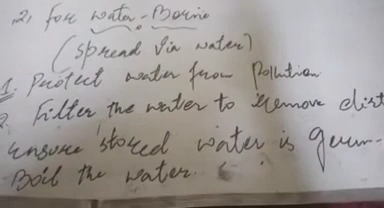 2) For water-Borne
(spread via water)
1. Protect water from Pollution
2. Filter the water to remove dirt
ensure stored water is germ-
Boil the water.